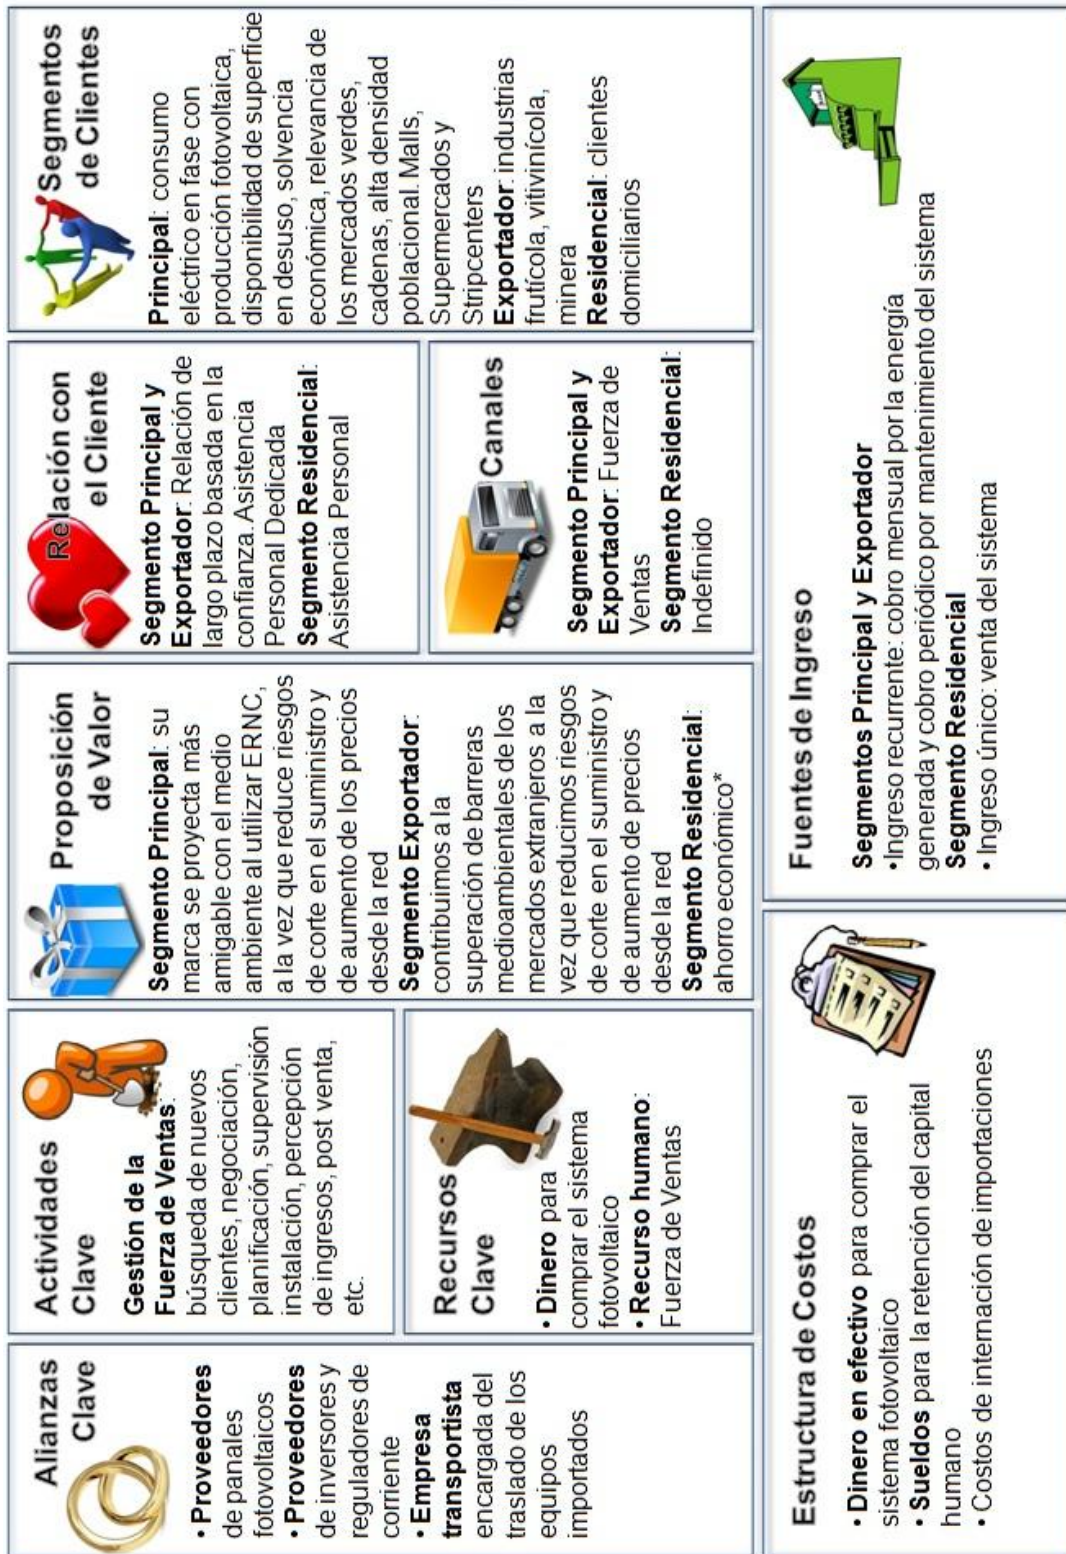 Alianzas
Clave
• Proveedores
de panales
fotovoltaicos
• Proveedores
de inversores y
reguladores de
corriente
• Empresa
transportista
encargada del
traslado de los
equipos
importados
Actividades
Clave
Gestión de la
Fuerza de Ventas:
búsqueda de nuevos
clientes, negociación,
planificación, supervisión
instalación, percepción
de ingresos, post venta,
etc.
Recursos
Clave
• Dinero para
comprar el sistema
fotovoltaico
• Recurso humano:
Fuerza de Ventas
Proposición
de Valor
Segmento Principal: su
marca se proyecta más
amigable con el medio
ambiente al utilizar ERNC,
a la vez que reduce riesgos
de corte en el suministro y
de aumento de los precios
desde la red
Segmento Exportador:
contribuimos a la
superación de barreras
medioambientales de los
mercados extranjeros a la
vez que reducimos riesgos
de corte en el suministro y
de aumento de precios
desde la red
Segmento Residencial:
ahorro económico*
Relación con
el Cliente
Segmento Principal y
Exportador: Relación de
largo plazo basada en la
confianza. Asistencia
Personal Dedicada
Segmento Residencial:
Asistencia Personal
Canales
Segmento Principal y
Exportador: Fuerza de
Ventas
Segmento Residencial:
Indefinido
Segmentos
de Clientes
Principal: consumo
eléctrico en fase con
producción fotovoltaica,
disponibilidad de superficie
en desuso, solvencia
económica, relevancia de
los mercados verdes,
cadenas, alta densidad
poblacional. Malls,
Supermercados y
Stripcenters
Exportador: industrias
frutícola, vitivinícola,
minera
Residencial: clientes
domiciliarios
Estructura de Costos
• Dinero en efectivo para comprar el
sistema fotovoltaico
• Sueldos para la retención del capital
humano
• Costos de internación de importaciones
Fuentes de Ingreso
Segmentos Principal y Exportador
• Ingreso recurrente: cobro mensual por la energía
generada y cobro periódico por mantenimiento del sistema
Segmento Residencial
• Ingreso único: venta del sistema